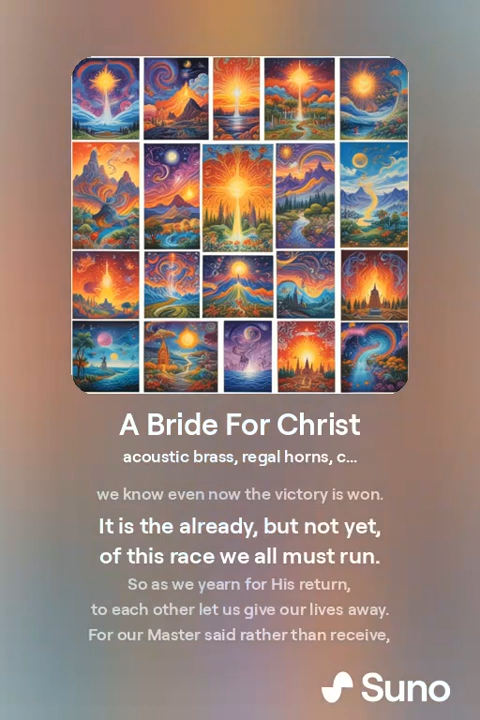 A Bride For Christ
acoustic brass, regal horns, c...
we know even now the victory is won.
It is the already, but not yet,
of this race we all must run.
So as we yearn for His return,
to each other let us give our lives away.
For our Master said rather than receive,
Suno